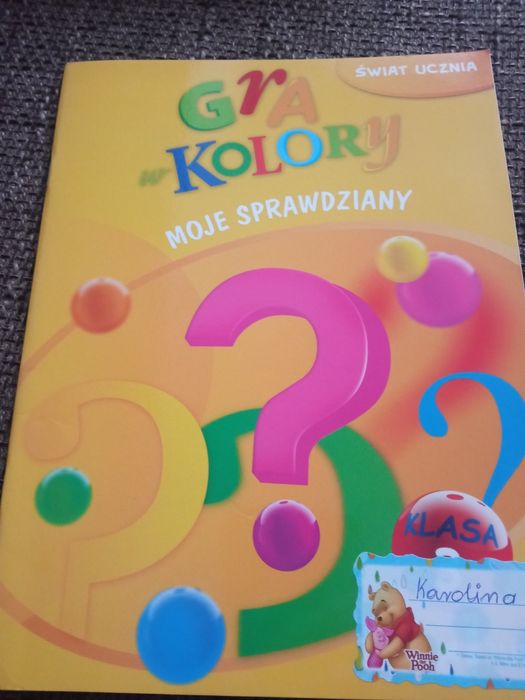 ŚWIAT UCZNIA
GrA
w KOLORy
MOJE SPRAWDZIANY
KLASA
Karolina
Winnie
the
Pooh